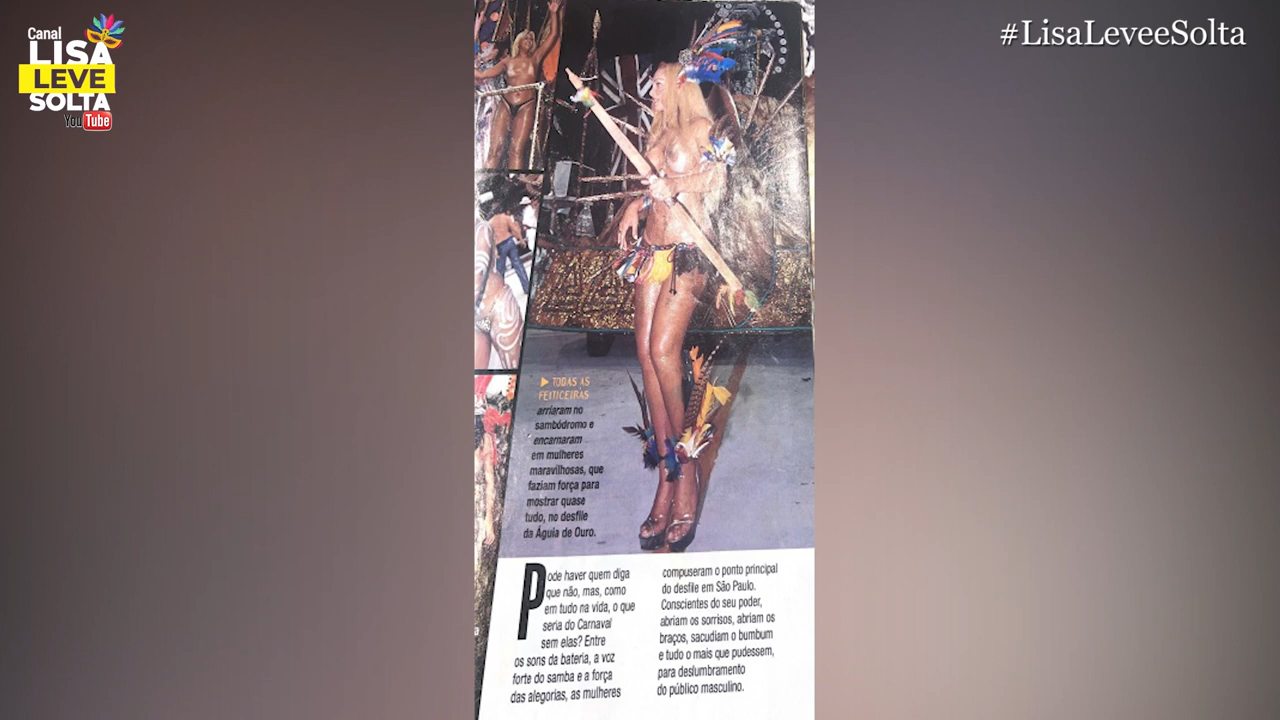 Canal
LISA
LEVE
SOLTA
YouTube
#LisaLeveeSolta
▶ TODAS AS
FEITICEIRAS
arriaram no
sambódromo e
encarnaram
em mulheres
maravilhosas, que
faziam força para
mostrar quase
tudo, no desfile
da Águia de Ouro.
Pode haver quem diga
que não, mas, como
em tudo na vida, o que
seria do Carnaval
sem elas? Entre
os sons da bateria, a voz
forte do samba e a força
das alegorias, as mulheres
compuseram o ponto principal
do desfile em São Paulo.
Conscientes do seu poder,
abriam os sorrisos, abriam os
braços, sacudiam o bumbum
e tudo o mais que pudessem,
para deslumbramento
do público masculino.